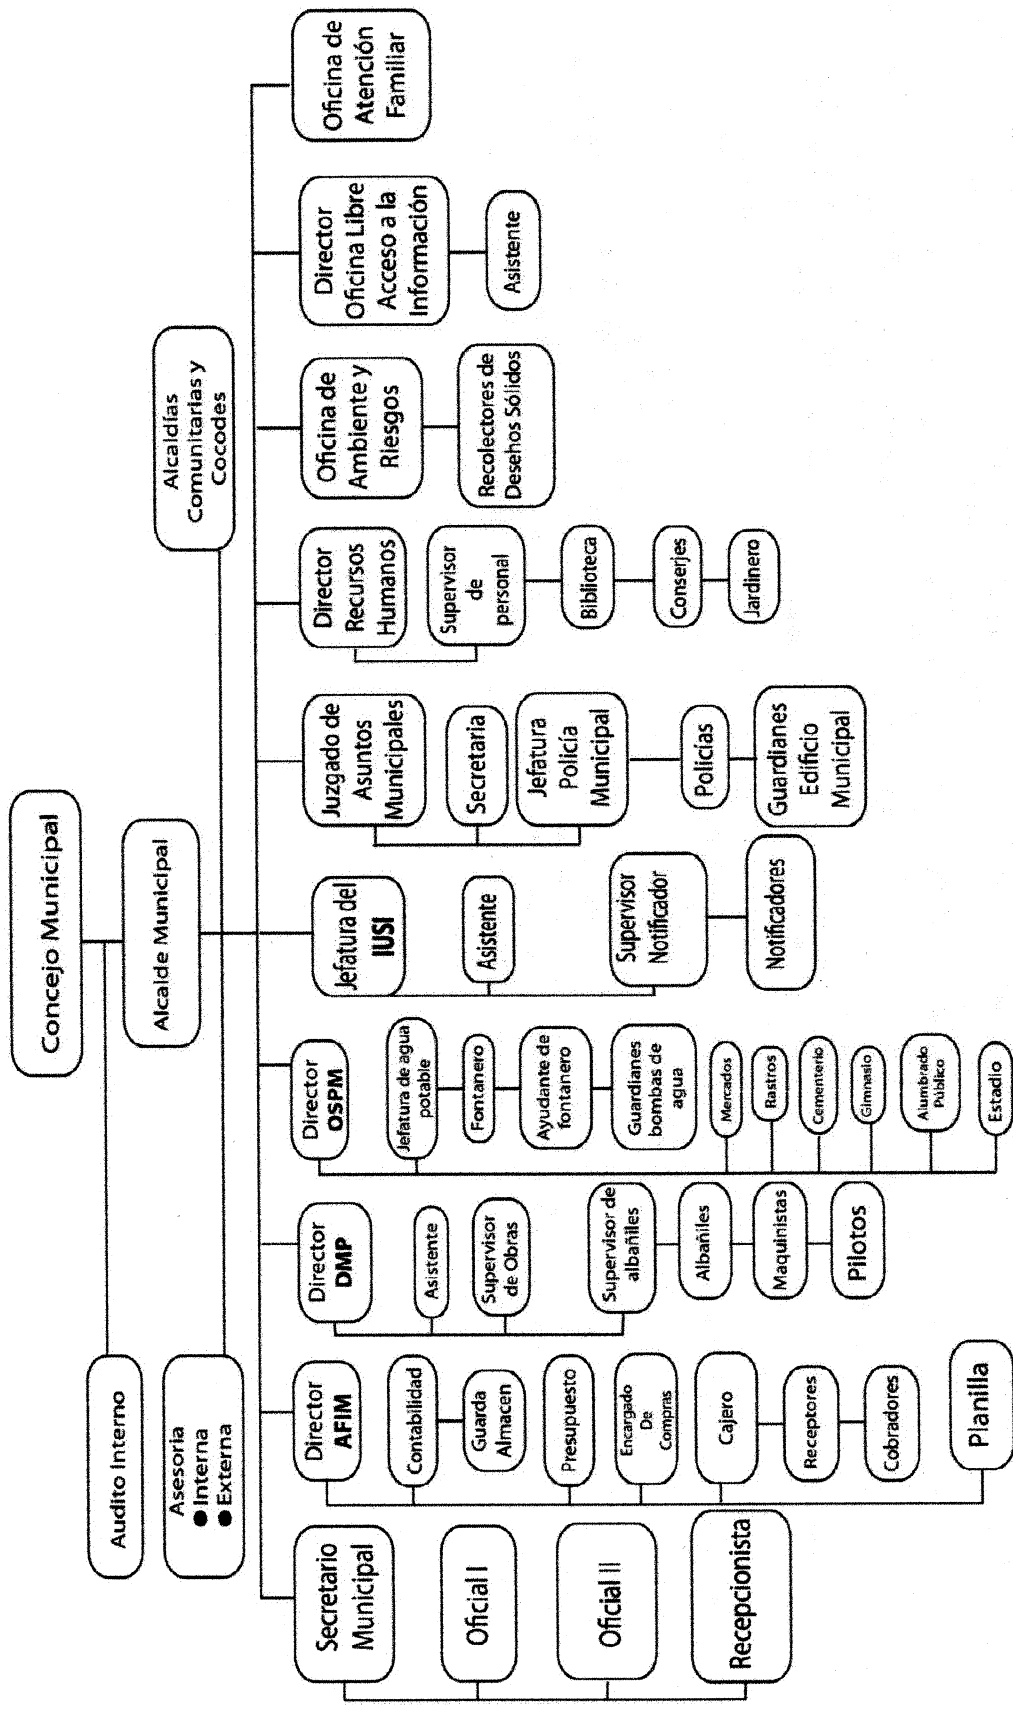 Concejo Municipal
Audito Interno
Alcalde Municipal
Asesoria
● Interna
● Externa
Alcaldías
Comunitarias y
Cocodes
Secretario
Municipal
Oficial I
Oficial II
Recepcionista
Director
AFIM
Contabilidad
Guarda
Almacen
Presupuesto
Encargado
De
Compras
Cajero
Receptores
Cobradores
Planilla
Director
DMP
Asistente
Supervisor
de Obras
Supervisor de
albañiles
Albañiles
Maquinistas
Pilotos
Director
OSPM
Jefatura de agua
potable
Fontanero
Ayudante de
fontanero
Guardianes
bombas de
agua
Mercados
Rastros
Cementerio
Gimnasio
Alumbrado
Público
Estadio
Jefatura del
IUSI
Asistente
Supervisor
Notificador
Notificadores
Juzgado de
Asuntos
Municipales
Secretaria
Jefatura
Policía
Municipal
Policías
Guardianes
Edificio
Municipal
Director
Recursos
Humanos
Supervisor
de
personal
Biblioteca
Conserjes
Jardinero
Oficina de
Ambiente y
Riesgos
Recolectores de
Desehos Sólidos
Director
Oficina Libre
Acceso a la
Información
Asistente
Oficina de
Atención
Familiar